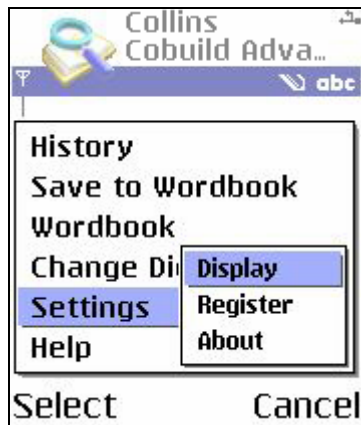 Collins
Cobuild Adva...
abc
History
Save to Wordbook
Wordbook
Change Di
Settings
Help
Display
Register
About
Select Cancel